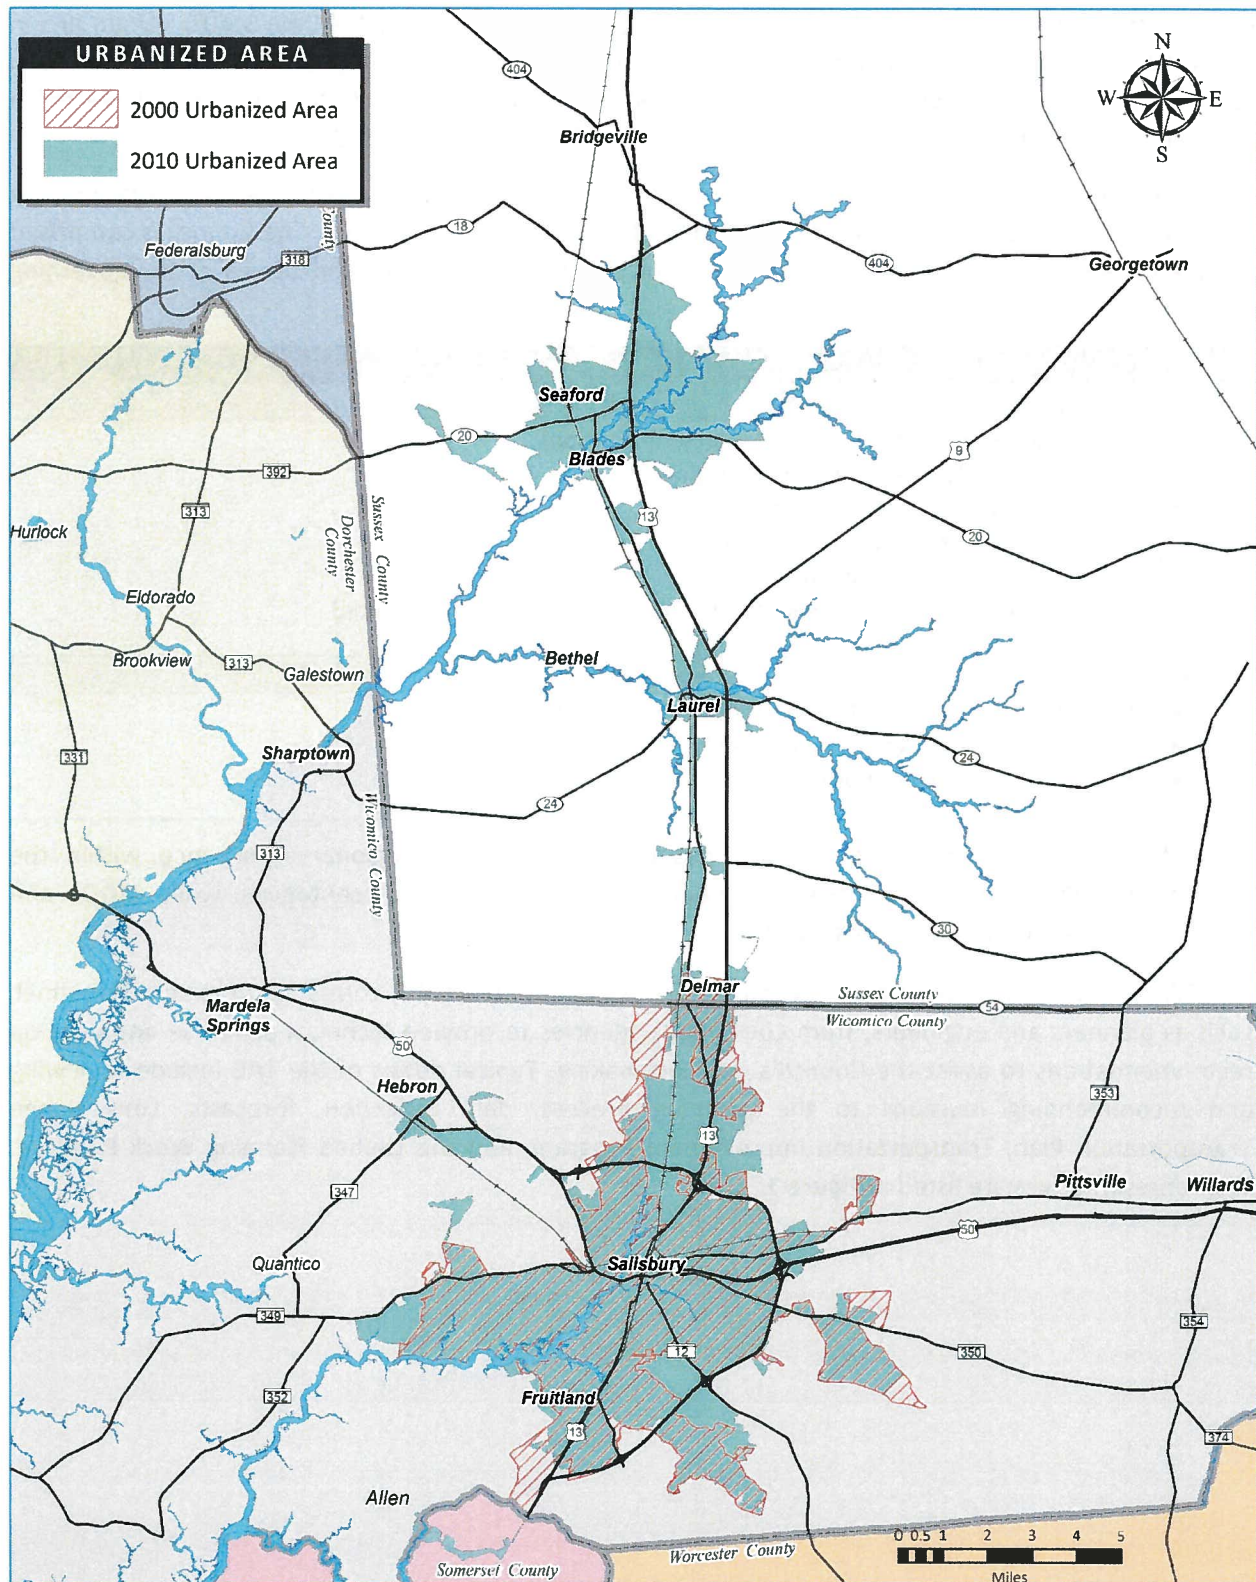 URBANIZED AREA
2000 Urbanized Area
2010 Urbanized Area
N
W E
S
404
Bridgeville
County
18
Federalsburg
318
404
Georgetown
Seaford
20
Blades
392
9
313
13
Hurlock
Sussex County
Dorchester
County
20
Eldorado
Brookview
313
Galestown
Bethel
Laurel
Sharptown
331
24
24
Wicomico County
313
30
Delmar
Sussex County
54
Wicomico County
Mardela
Springs
50
Hebron
353
13
347
Pittsville
Willards
50
Quantico
Salisbury
349
354
12
350
352
Fruitland
13
374
Allen
0 0.5 1 2 3 4 5
Miles
Worcester County
Somerset County